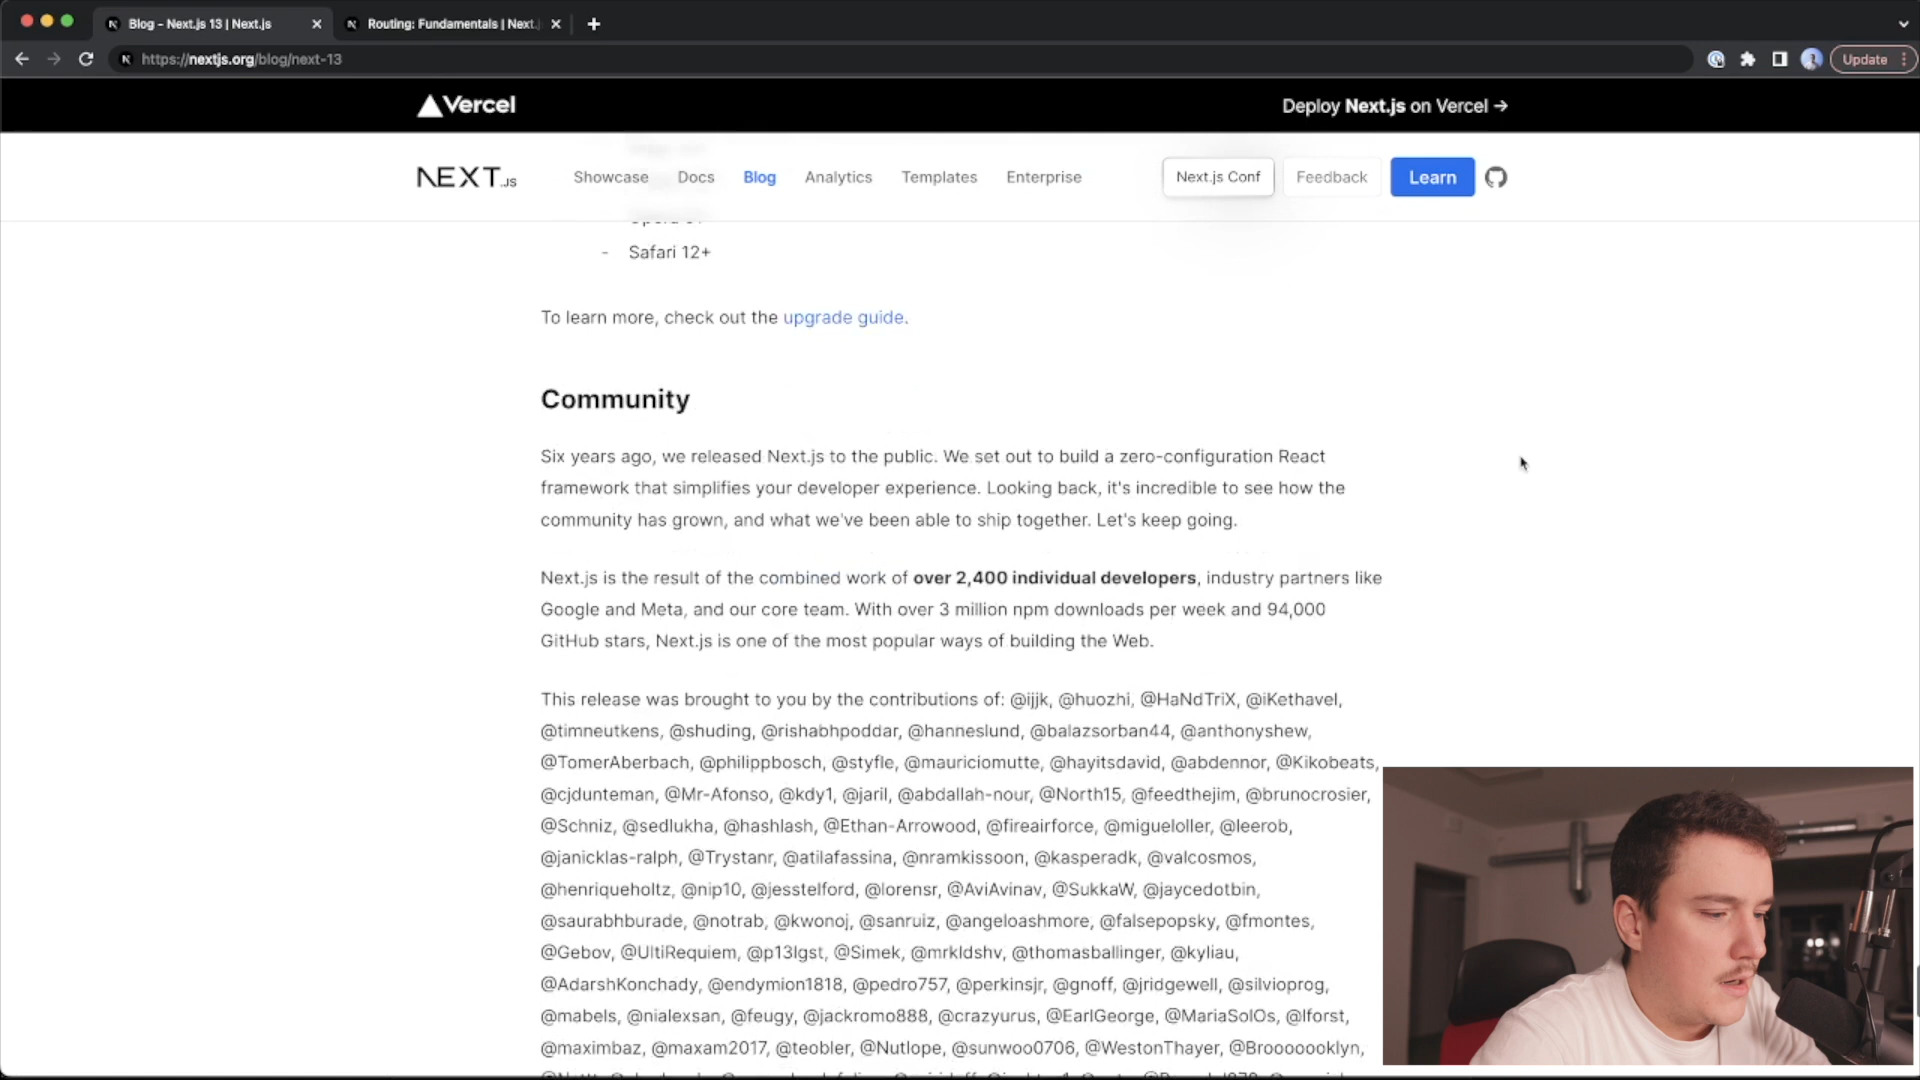 Blog - Next.js 13 | Next.js
Routing: Fundamentals | Next.
https://nextjs.org/blog/next-13
Update
Vercel
Deploy Next.js on Vercel →
NEXT.JS
Showcase
Docs
Blog
Analytics
Templates
Enterprise
Next.js Conf
Feedback
Learn
- Safari 12+
To learn more, check out the upgrade guide.
Community
Six years ago, we released Next.js to the public. We set out to build a zero-configuration React
framework that simplifies your developer experience. Looking back, it's incredible to see how the
community has grown, and what we've been able to ship together. Let's keep going.
Next.js is the result of the combined work of over 2,400 individual developers, industry partners like
Google and Meta, and our core team. With over 3 million npm downloads per week and 94,000
GitHub stars, Next.js is one of the most popular ways of building the Web.
This release was brought to you by the contributions of: @ijjk, @huozhi, @HaNdTriX, @iKethavel,
@timneutkens, @shuding, @rishabhpoddar, @hanneslund, @balazsorban44, @anthonyshew,
@TomerAberbach, @philippbosch, @styfle, @mauriciomutte, @hayitsdavid, @abdennor, @Kikobeats,
@cjdunteman, @Mr-Afonso, @kdy1, @jaril, @abdallah-nour, @North15, @feedthejim, @brunocrosier,
@Schniz, @sedlukha, @hashlash, @Ethan-Arrowood, @fireairforce, @migueloller, @leerob,
@janicklas-ralph, @Trystanr, @atilafassina, @nramkissoon, @kasperadk, @valcosmos,
@henriqueholtz, @nip10, @jesstelford, @lorensr, @AviAvinav, @SukkaW, @jaycedotbin,
@saurabhburade, @notrab, @kwonoj, @sanruiz, @angeloashmore, @falsepopsky, @fmontes,
@Gebov, @UltiRequiem, @p13lgst, @Simek, @mrkldshv, @thomasballinger, @kyliau,
@AdarshKonchady, @endymion1818, @pedro757, @perkinsjr, @gnoff, @jridgewell, @silvioprog,
@mabels, @nialexsan, @feugy, @jackromo888, @crazyurus, @EarlGeorge, @MariaSolOs, @lforst,
@maximbaz, @maxam2017, @teobler, @Nutlope, @sunwoo0706, @WestonThayer, @Brooooooklyn,